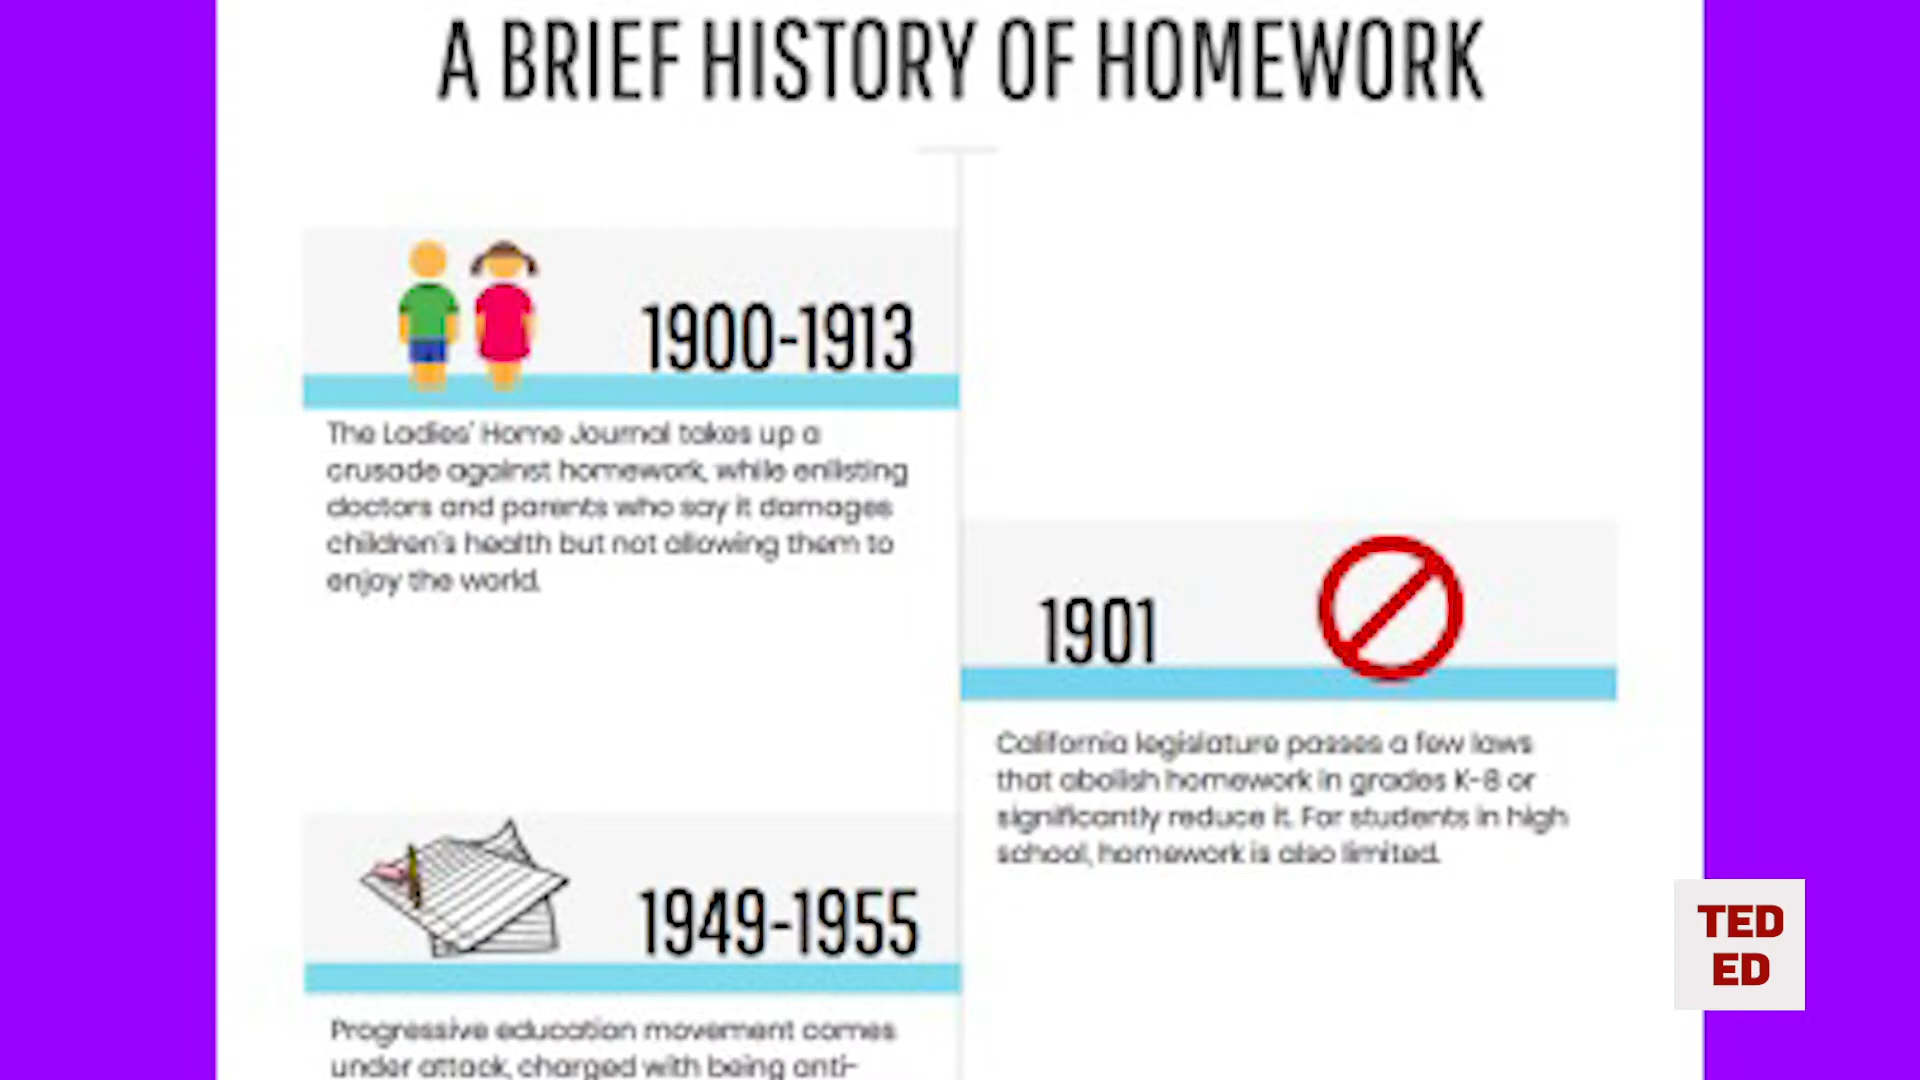 A BRIEF HISTORY OF HOMEWORK
1900-1913
The Ladies' Home Journal takes up a
crusade against homework, while enlisting
doctors and parents who say it damages
children's health but not allowing them to
enjoy the world.
1901
California legislature passes a few laws
that abolish homework in grades K-8 or
significantly reduce it. For students in high
school, homework is also limited.
1949-1955
Progressive education movement comes
under attack, charged with being anti-
TED
ED